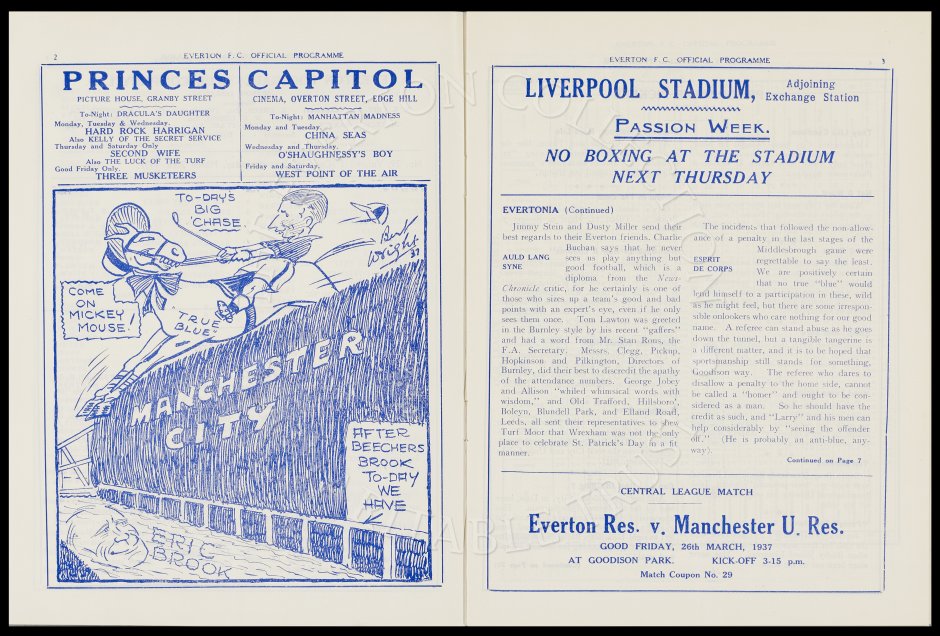 2
EVERTON F.C. OFFICIAL PROGRAMME
PRINCES
PICTURE HOUSE, GRANBY STREET
To-Night: DRACULA'S DAUGHTER
Monday, Tuesday & Wednesday.
HARD ROCK HARRIGAN
Also KELLY OF THE SECRET SERVICE
Thursday and Saturday Only
SECOND WIFE
Also THE LUCK OF THE TURF
Good Friday Only.
THREE MUSKETEERS
CAPITOL
CINEMA, OVERTON STREET, EDGE HILL
To-Night: MANHATTAN MADNESS
Monday and Tuesday.
CHINA SEAS
Wednesday and Thursday.
O'SHAUGHNESSY'S BOY
Friday and Saturday.
WEST POINT OF THE AIR
TO-DAY'S
BIG
'CHASE
Bert
Wright
37
COME
ON
MICKEY
MOUSE!
"TRUE
BLUE"
MANCHESTER
CITY
AFTER
BEECHERS
BROOK
TO-DAY
WE
HAVE
ERIC
BROOK
EVERTON F.C. OFFICIAL PROGRAMME
3
LIVERPOOL STADIUM,
Adjoining
Exchange Station
PASSION WEEK.
NO BOXING AT THE STADIUM
NEXT THURSDAY
EVERTONIA (Continued)
Jimmy Stein and Dusty Miller send their
best regards to their Everton friends. Charlie
AULD LANG
SYNE
Buchan says that he never
sees us play anything but
good football, which is a
diploma from the News-
Chronicle critic, for he certainly is one of
those who sizes up a team's good and bad
points with an expert's eye, even if he only
sees them once. Tom Lawton was greeted
in the Burnley style by his recent "gaffers"
and had a word from Mr. Stan Rous, the
F.A. Secretary. Messrs. Clegg, Pickup,
Hopkinson and Pilkington, Directors of
Burnley, did their best to discredit the apathy
of the attendance numbers. George Jobey
and Allison "whiled whimsical words with
wisdom," and Old Trafford, Hillsboro',
Boleyn, Blundell Park, and Elland Road,
Leeds, all sent their representatives to shew
Turf Moor that Wrexham was not the only
place to celebrate St. Patrick's Day in a fit
manner.
The incidents that followed the non-allow-
ance of a penalty in the last stages of the
ESPRIT
DE CORPS
Middlesbrough game were
regrettable to say the least.
We are positively certain
that no true "blue" would
lend himself to a participation in these, wild
as he might feel, but there are some irrespon-
sible onlookers who care nothing for our good
name. A referee can stand abuse as he goes
down the tunnel, but a tangible tangerine is
a different matter, and it is to be hoped that
sportsmanship still stands for something,
Goodison way. The referee who dares to
disallow a penalty to the home side, cannot
be called a "homer" and ought to be con-
sidered as a man. So he should have the
credit as such, and "Larry" and his men can
help considerably by "seeing the offender
off." (He is probably an anti-blue, any-
way).
Continued on Page 7
CENTRAL LEAGUE MATCH
Everton Res. v. Manchester U. Res.
GOOD FRIDAY, 26th MARCH, 1937
AT GOODISON PARK. KICK-OFF 3-15 p.m.
Match Coupon No. 29